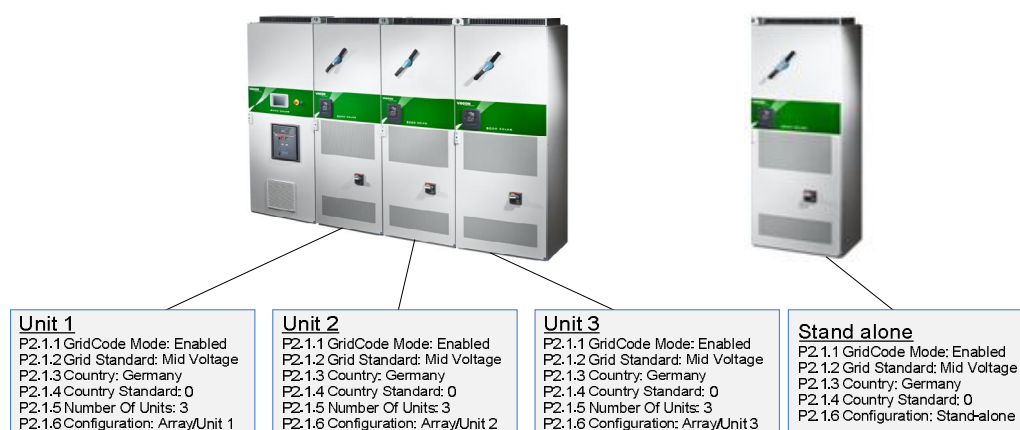 Unit 1
P2.1.1 GridCode Mode: Enabled
P2.1.2 Grid Standard: Mid Voltage
P2.1.3 Country: Germany
P2.1.4 Country Standard: 0
P2.1.5 Number Of Units: 3
P2.1.6 Configuration: Array/Unit 1
Unit 2
P2.1.1 GridCode Mode: Enabled
P2.1.2 Grid Standard: Mid Voltage
P2.1.3 Country: Germany
P2.1.4 Country Standard: 0
P2.1.5 Number Of Units: 3
P2.1.6 Configuration: Array/Unit 2
Unit 3
P2.1.1 GridCode Mode: Enabled
P2.1.2 Grid Standard: Mid Voltage
P2.1.3 Country: Germany
P2.1.4 Country Standard: 0
P2.1.5 Number Of Units: 3
P2.1.6 Configuration: Array/Unit 3
Stand alone
P2.1.1 GridCode Mode: Enabled
P2.1.2 Grid Standard: Mid Voltage
P2.1.3 Country: Germany
P2.1.4 Country Standard: 0
P2.1.6 Configuration: Stand-alone